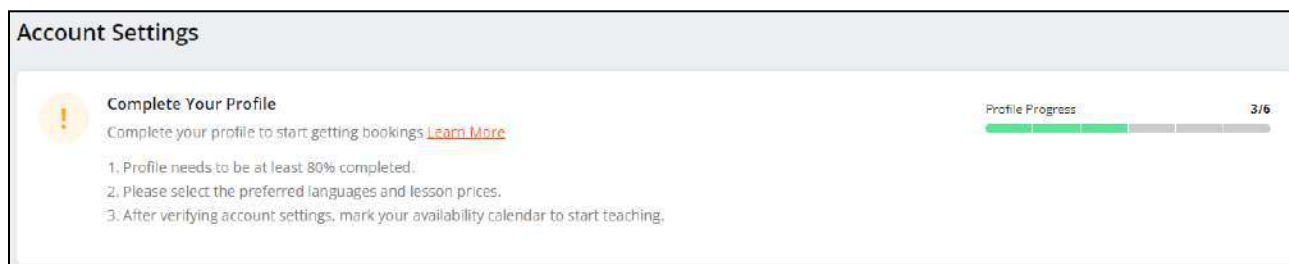 Account Settings
!
Complete Your Profile
Profile Progress 3/6
Complete your profile to start getting bookings Learn More
1. Profile needs to be at least 80% completed.
2. Please select the preferred languages and lesson prices.
3. After verifying account settings, mark your availability calendar to start teaching.